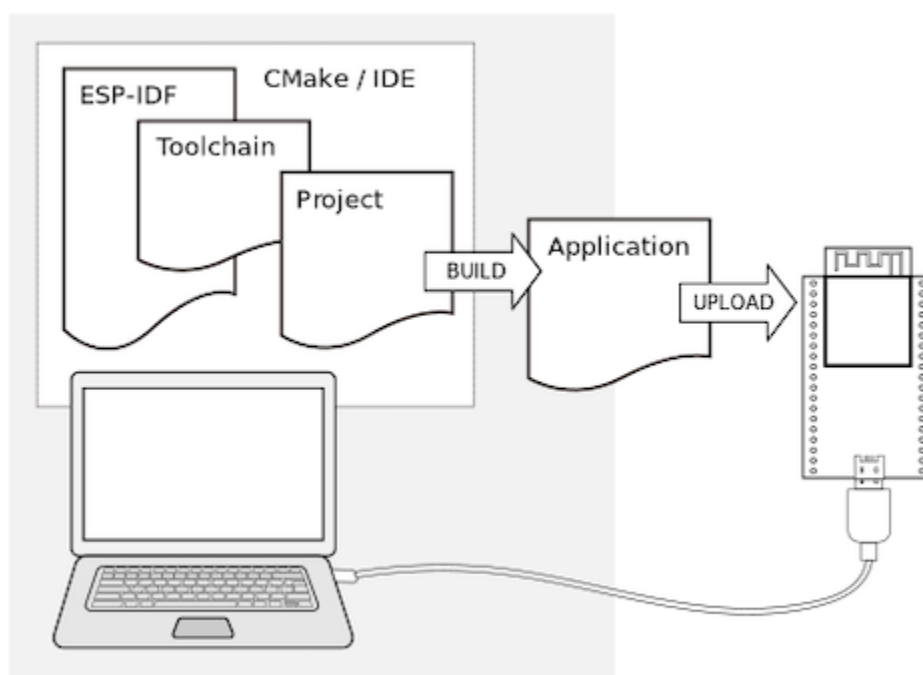 ESP-IDF
CMake / IDE
Toolchain
Project
BUILD
Application
UPLOAD